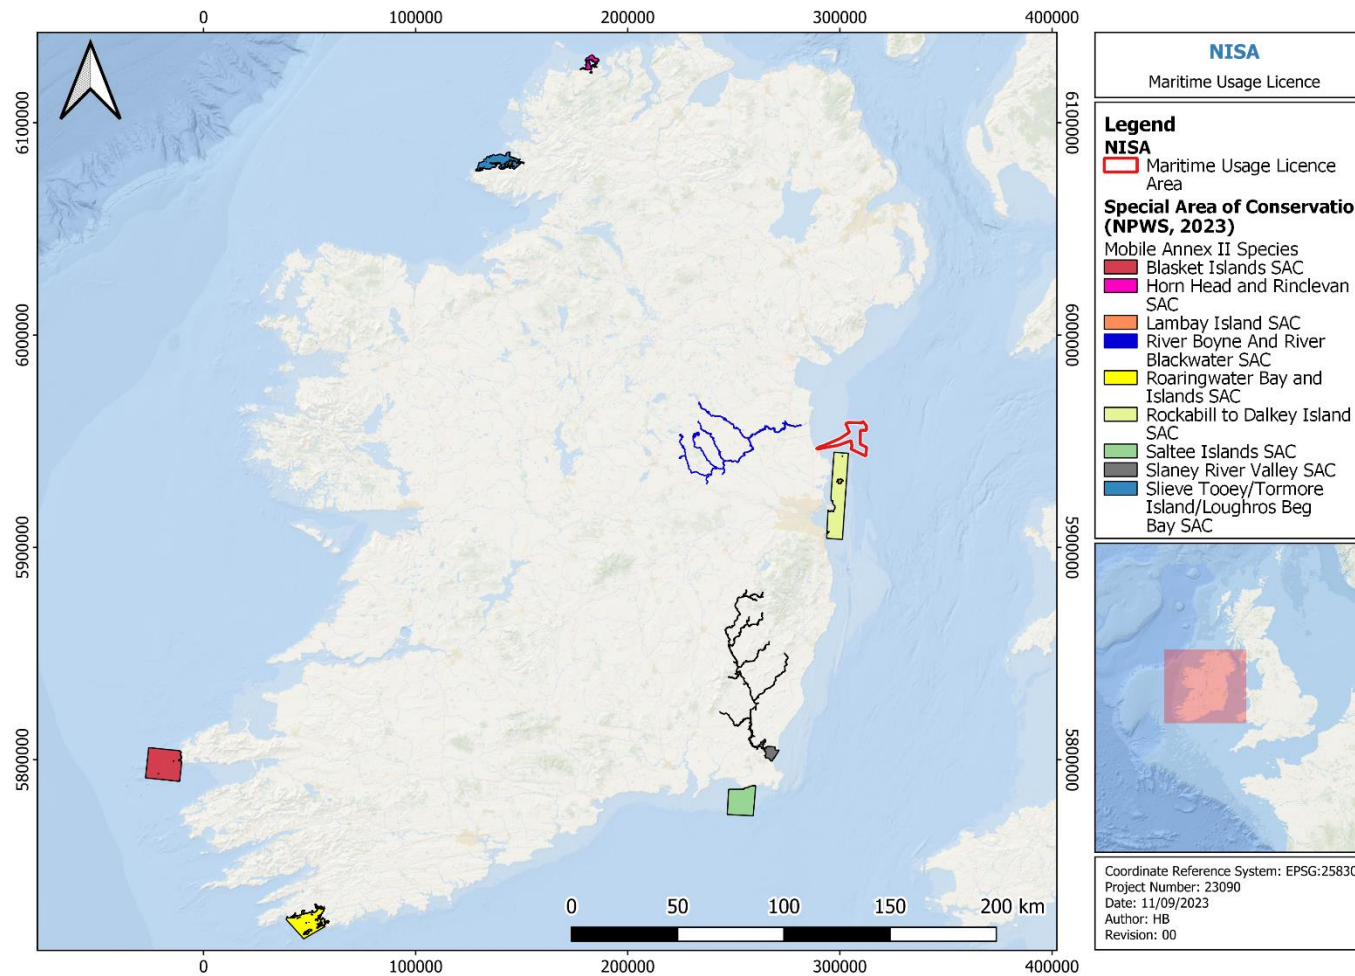 0
100000
200000
300000
400000
6100000
6000000
5900000
5800000
6100000
6000000
5900000
5800000
0
50
100
150
200 km
0
100000
200000
300000
400000
NISA
Maritime Usage Licence
Legend
NISA
Maritime Usage Licence
Area
Special Area of Conservatio
(NPWS, 2023)
Mobile Annex II Species
Blasket Islands SAC
Horn Head and Rinclevan
SAC
Lambay Island SAC
River Boyne And River
Blackwater SAC
Roaringwater Bay and
Islands SAC
Rockabill to Dalkey Island
SAC
Saltee Islands SAC
Slaney River Valley SAC
Slieve Tooey/Tormore
Island/Loughros Beg
Bay SAC
Coordinate Reference System: EPSG:25830
Project Number: 23090
Date: 11/09/2023
Author: HB
Revision: 00